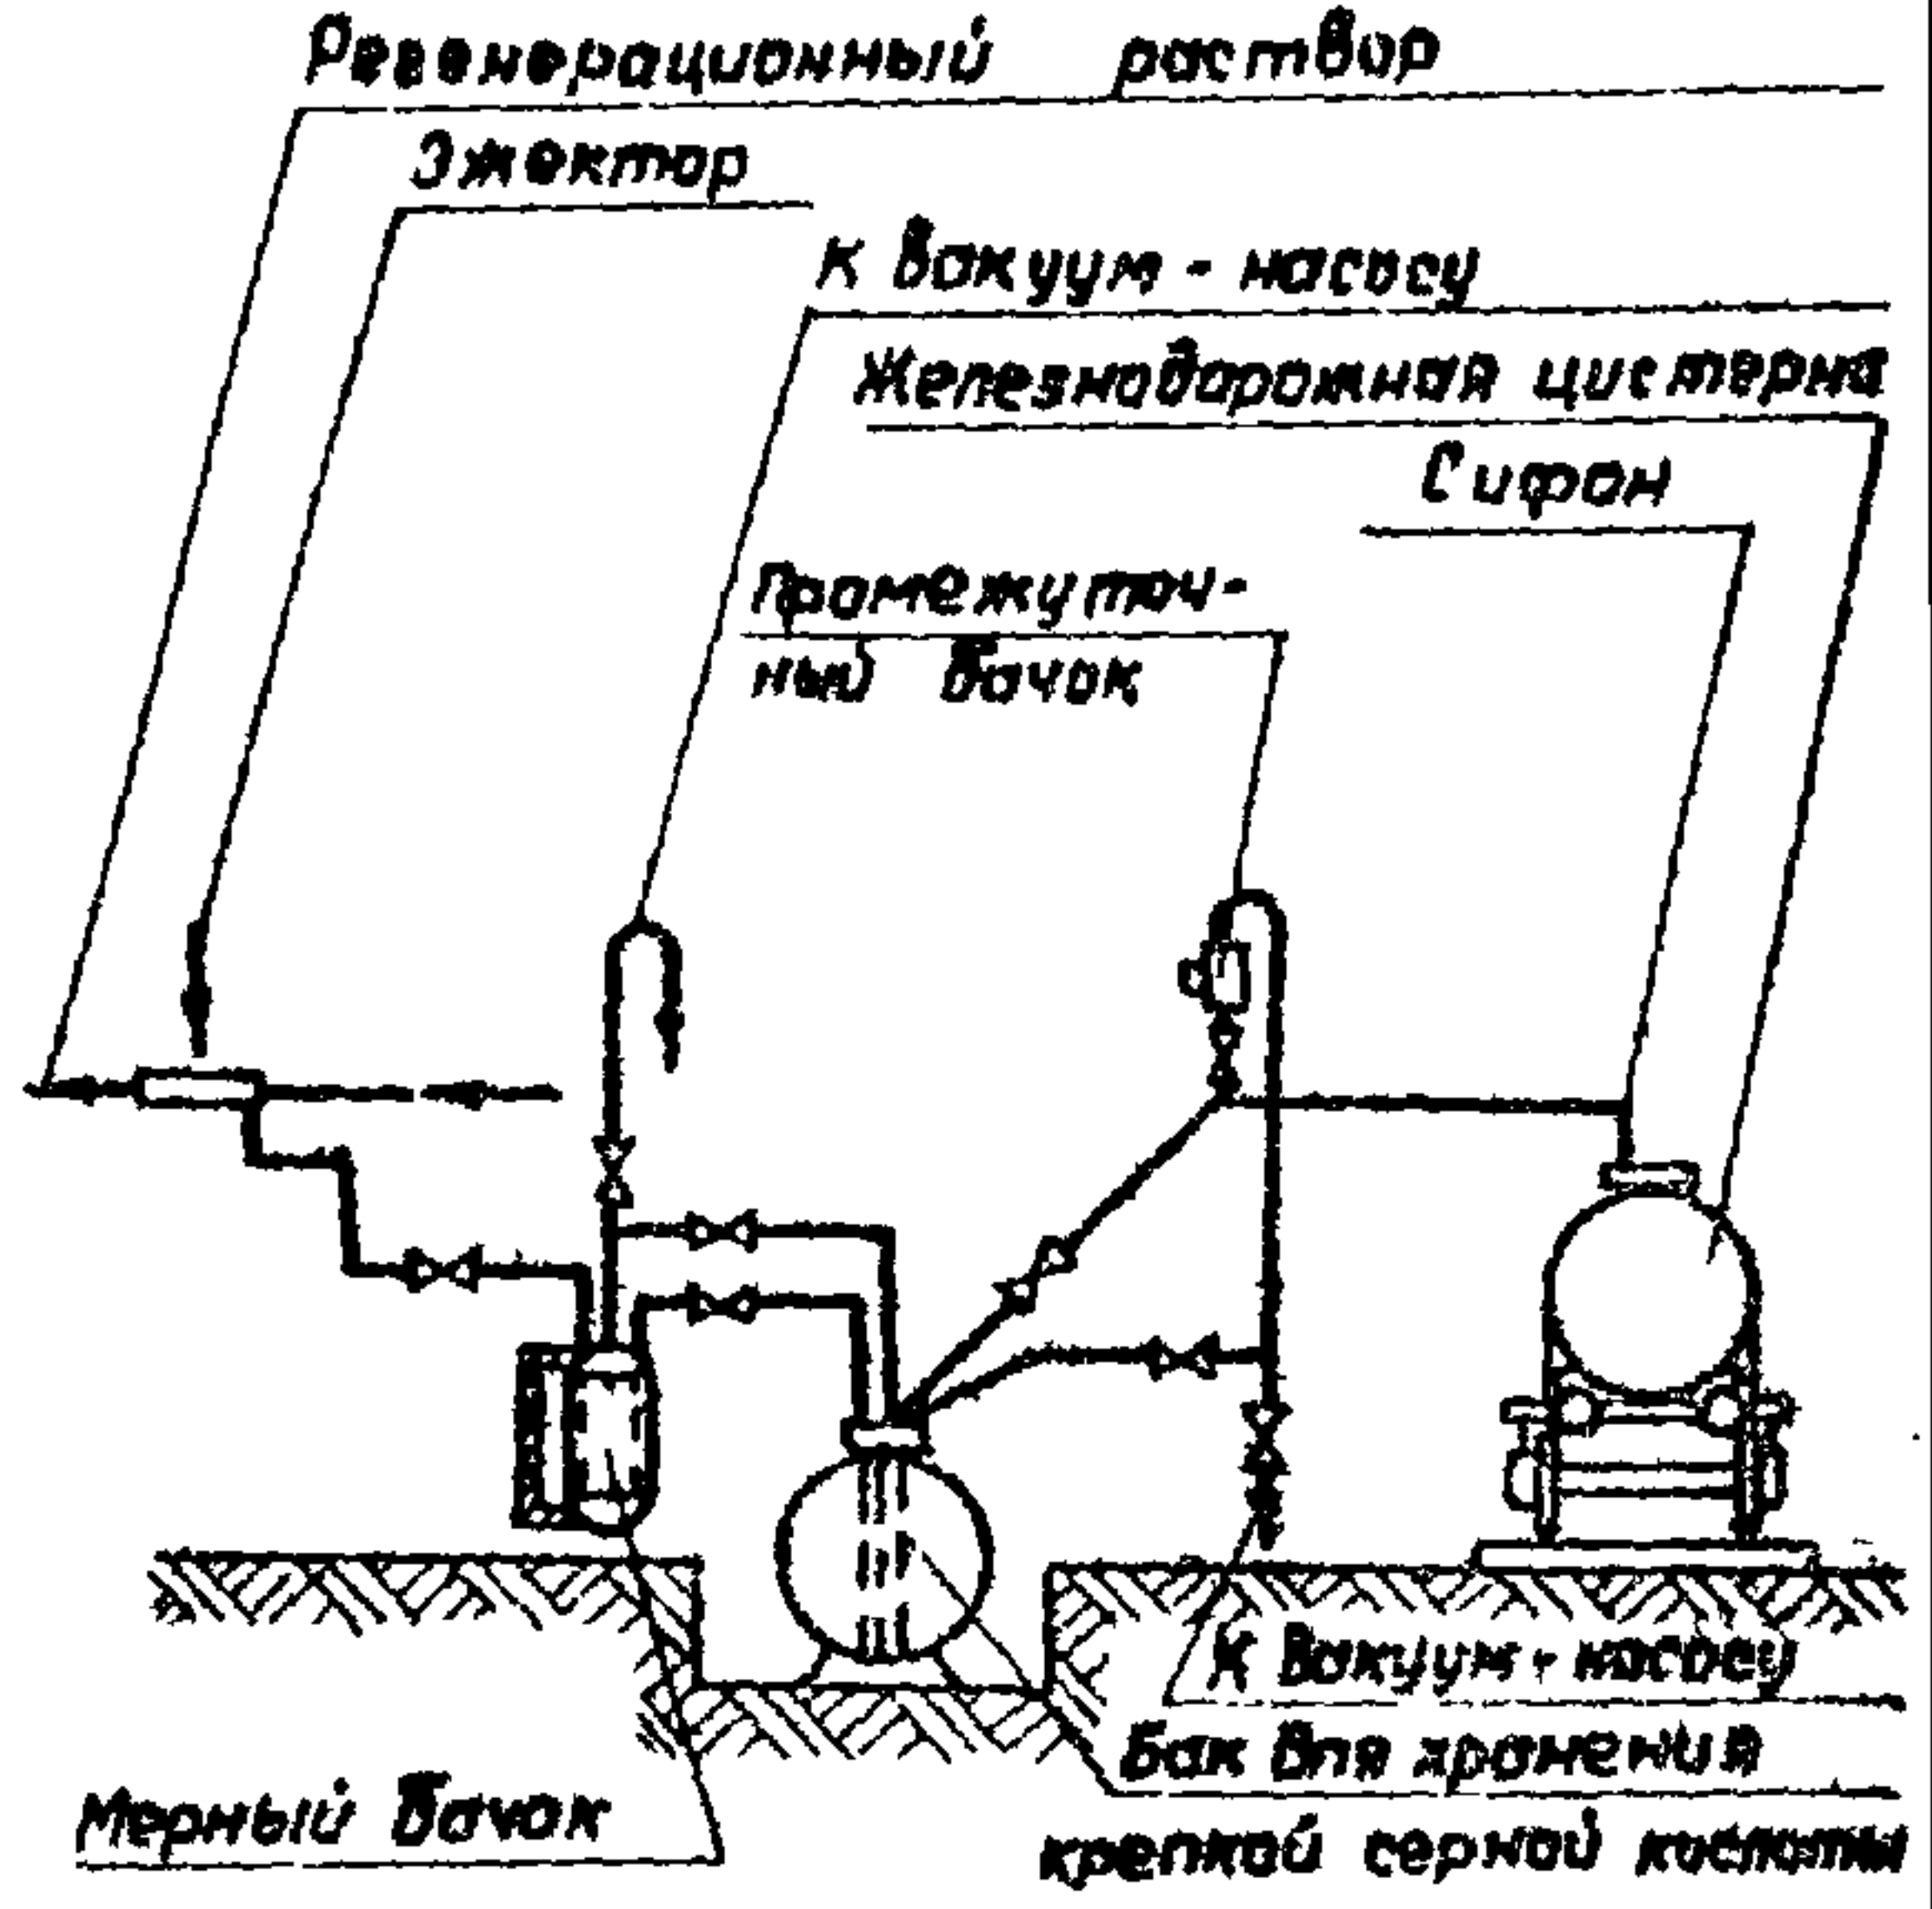 Регенерационный раствор
Эжектор
К вакуум - насосу
Железнодорожная цистерна
Сифон
Промежуточ-
ный бачок
К вакуум - насосу
Бак для хранения
крепкой серной кислоты
Мерный бачок